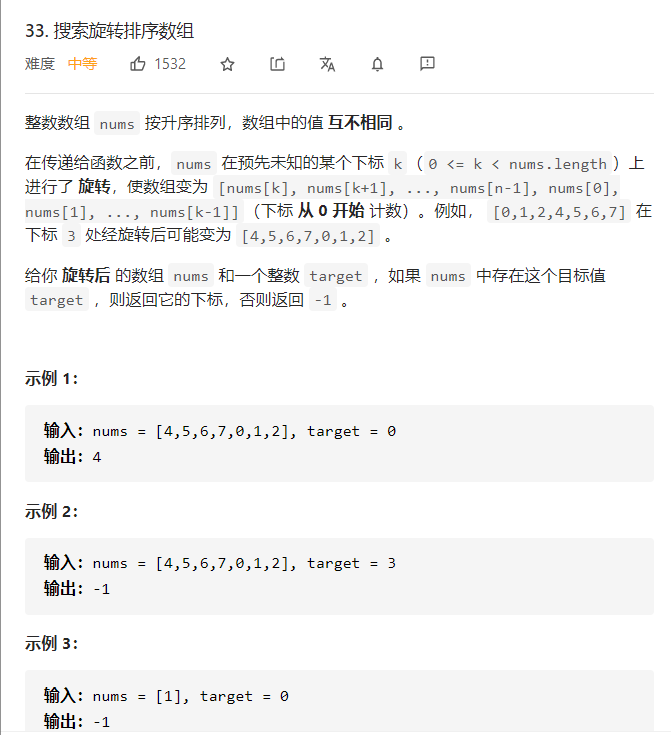 33. 搜索旋转排序数组
难度 中等 1532
整数数组 nums 按升序排列，数组中的值 互不相同 。
在传递给函数之前，nums 在预先未知的某个下标 k（0 <= k < nums.length）上
进行了 旋转，使数组变为 [nums[k], nums[k+1], ..., nums[n-1], nums[0],
nums[1], ..., nums[k-1]]（下标 从 0 开始 计数）。例如， [0,1,2,4,5,6,7] 在
下标 3 处经旋转后可能变为 [4,5,6,7,0,1,2] 。
给你 旋转后 的数组 nums 和一个整数 target ，如果 nums 中存在这个目标值
target ，则返回它的下标，否则返回 -1 。
示例 1：
输入：nums = [4,5,6,7,0,1,2], target = 0
输出：4
示例 2：
输入：nums = [4,5,6,7,0,1,2], target = 3
输出：-1
示例 3：
输入：nums = [1], target = 0
输出：-1